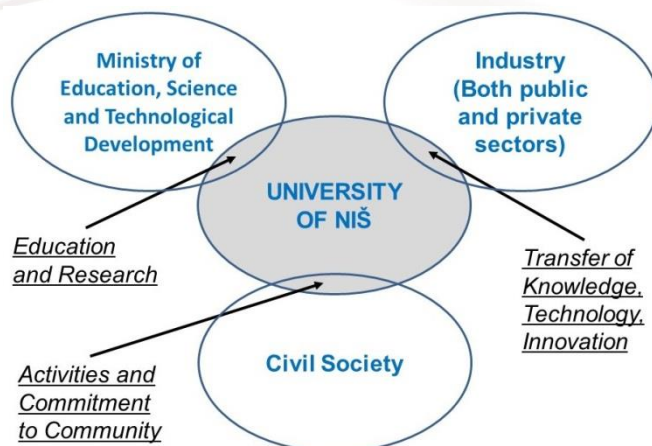 Ministry of
Education, Science
and Technological
Development
Industry
(Both public
and private
sectors)
UNIVERSITY
OF NIŠ
Education
and Research
Transfer of
Knowledge,
Technology,
Innovation
Civil Society
Activities and
Commitment
to Community